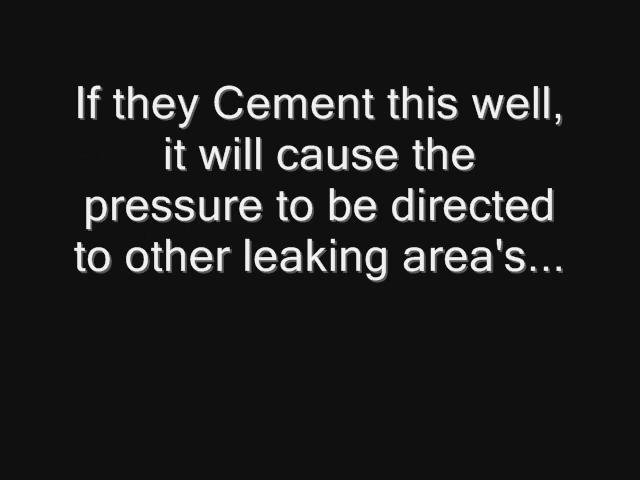 If they Cement this well,
it will cause the
pressure to be directed
to other leaking area's...